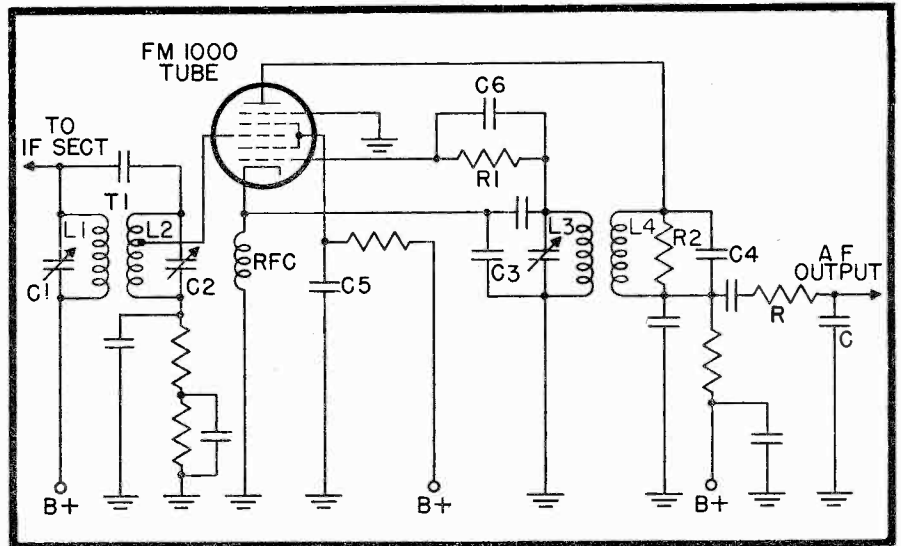 FM 1000
TUBE
TO
IF SECT
T1
L1
L2
C1
C2
RFC
C5
C6
R1
C3
L3
L4
R2
C4
A F
OUTPUT
R
C
B+
B+
B+